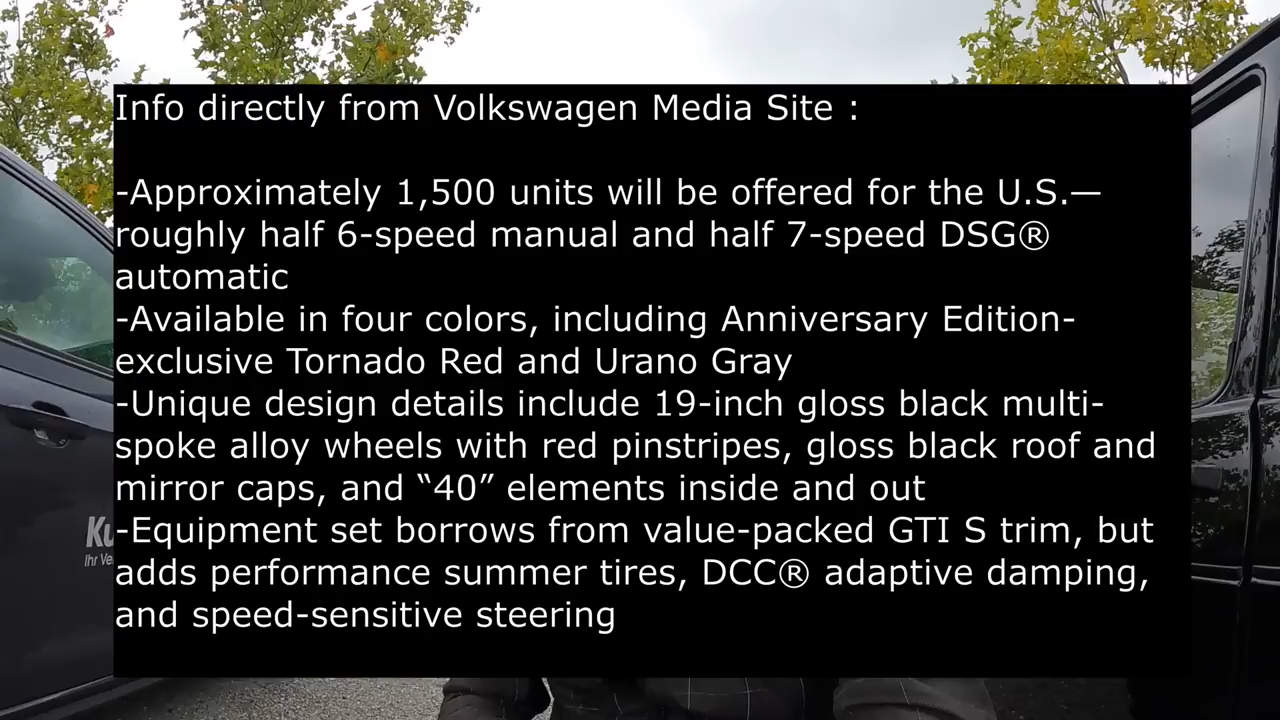 Info directly from Volkswagen Media Site :
-Approximately 1,500 units will be offered for the U.S.—
roughly half 6-speed manual and half 7-speed DSG®
automatic
-Available in four colors, including Anniversary Edition-
exclusive Tornado Red and Urano Gray
-Unique design details include 19-inch gloss black multi-
spoke alloy wheels with red pinstripes, gloss black roof and
mirror caps, and “40” elements inside and out
-Equipment set borrows from value-packed GTI S trim, but
adds performance summer tires, DCC® adaptive damping,
and speed-sensitive steering
Ihr